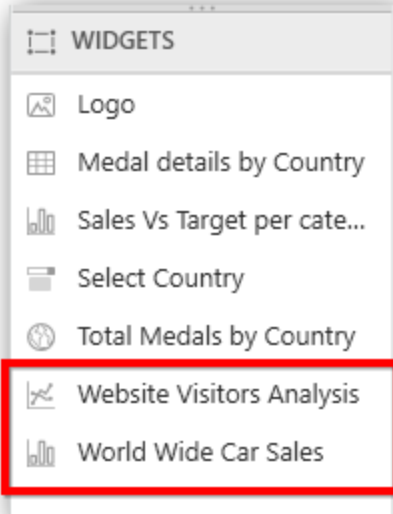 WIDGETS
Logo
Medal details by Country
Sales Vs Target per cate...
Select Country
Total Medals by Country
Website Visitors Analysis
World Wide Car Sales